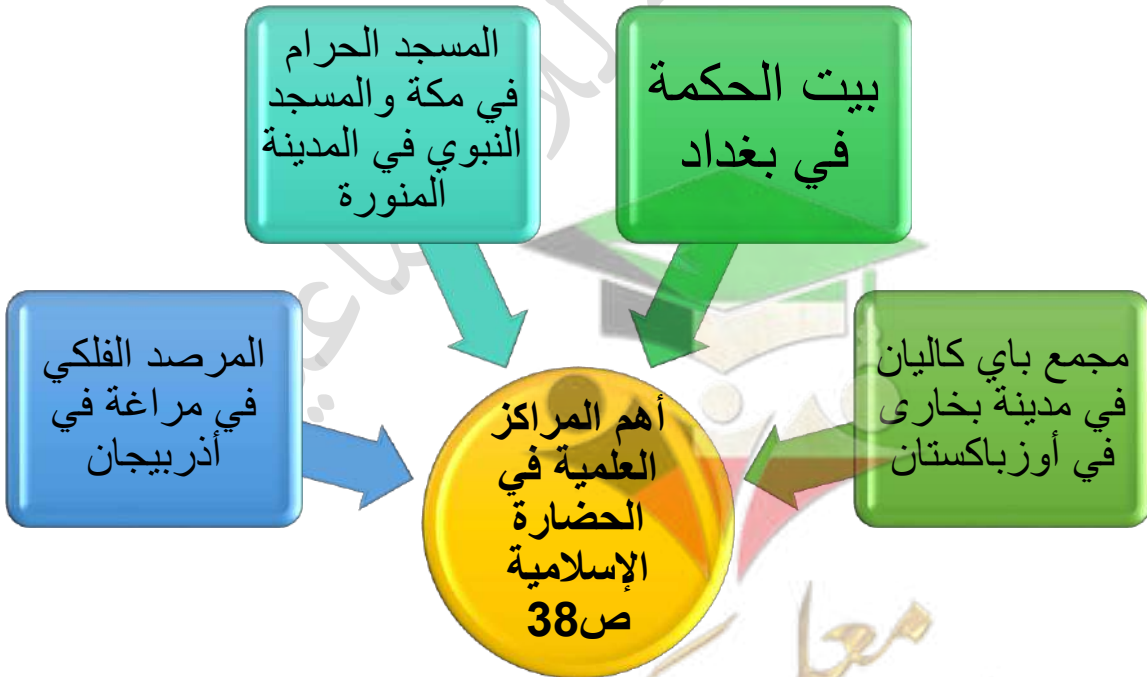 بيت الحكمة
في بغداد
المسجد الحرام
في مكة والمسجد
النبوي في المدينة
المنورة
مجمع باي كاليان
في مدينة بخارى
في أوزباكستان
المرصد الفلكي
في مراغة في
أذربيجان
أهم المراكز
العلمية في
الحضارة
الإسلامية
ص38